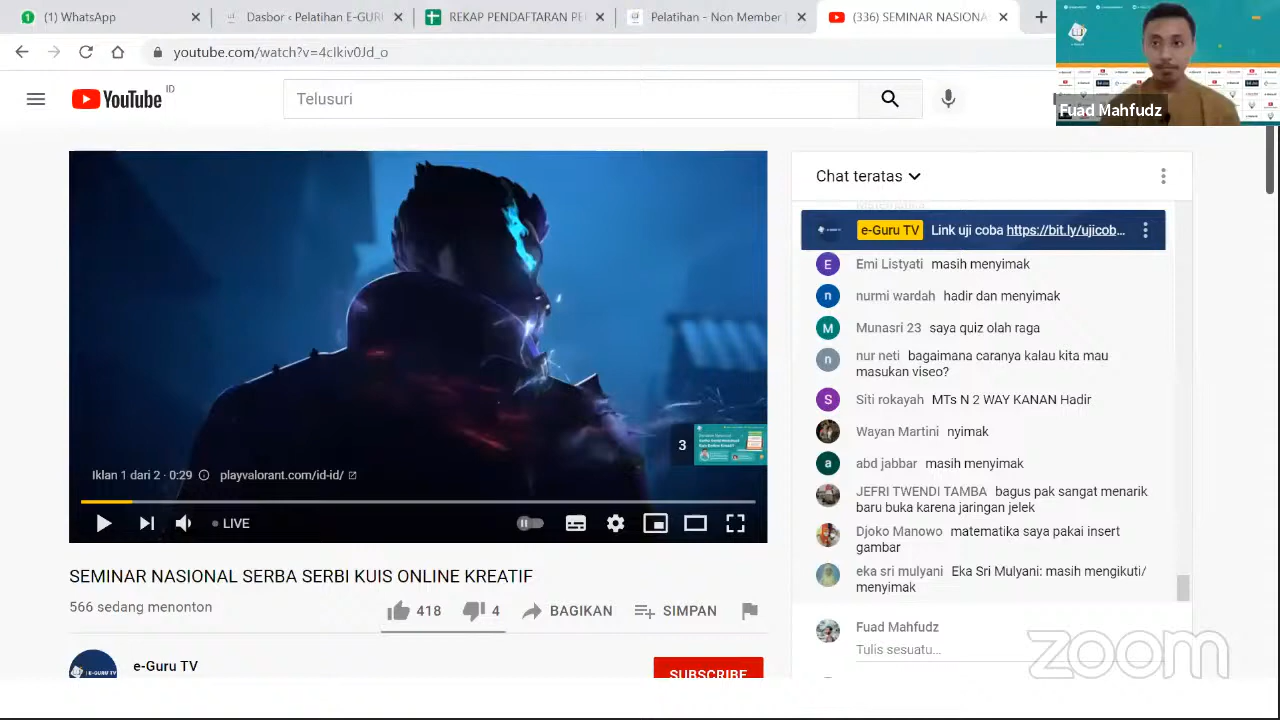 (1) WhatsApp
Dasbor - Pelatihan E-G
REKAP PEN
Pelatihan - Non Member
(336) SEMINAR NASIONA
youtube.com/watch?v=
YouTube
ID
Telusuri
Fuad Mahfudz
Chat teratas
e-Guru TV Link uji coba https://bit.ly/ujicob...
Emi Listyati masih menyimak
nurmi wardah hadir dan menyimak
Munasri 23 saya quiz olah raga
nur neti bagaimana caranya kalau kita mau
masukan viseo?
Siti rokayah MTs N 2 WAY KANAN Hadir
Wayan Martini nyimak
abd jabbar masih menyimak
JEFRI TWENDI TAMBA bagus pak sangat menarik
baru buka karena jaringan jelek
Djoko Manowo matematika saya pakai insert
gambar
eka sri mulyani Eka Sri Mulyani: masih mengikuti/
menyimak
Fuad Mahfudz
Tulis sesuatu...
3
Iklan 1 dari 2 · 0:29 playvalorant.com/id-id/
LIVE
SEMINAR NASIONAL SERBA SERBI KUIS ONLINE KREATIF
566 sedang menonton
418
4
BAGIKAN
SIMPAN
e-Guru TV
SUBSCRIBE
zoom